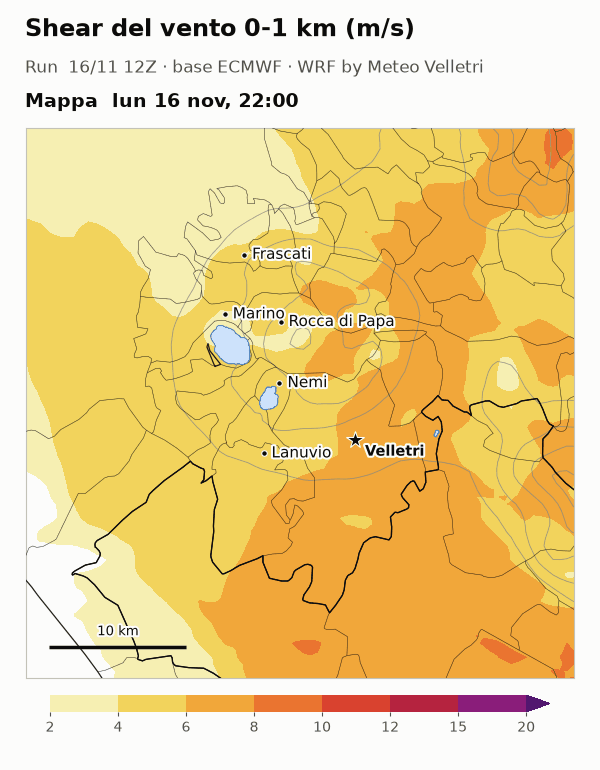 Shear del vento 0-1 km (m/s)
Run  16/11 12Z · base ECMWF · WRF by Meteo Velletri
Mappa  lun 16 nov, 22:00
Frascati
Marino
Rocca di Papa
Nemi
Velletri
Lanuvio
10 km
2 4 6 8 10 12 15 20